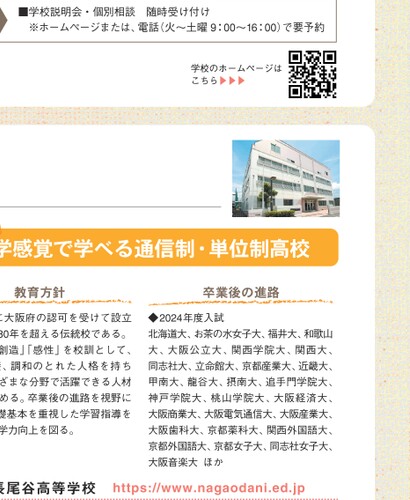 ■学校説明会・個別相談 随時受け付け
※ホームページまたは、電話（火～土曜 9：00～16：00）で要予約
学校のホームページは
こちら▶▶▶
学感覚で学べる通信制・単位制高校
教育方針
に大阪府の認可を受けて設立
30年を超える伝統校である。
創造」「感性」を校訓として、
、調和のとれた人格を持ち
ざまな分野で活躍できる人材
める。卒業後の進路を視野に
礎基本を重視した学習指導を
学力向上を図る。
卒業後の進路
◆2024年度入試
北海道大、お茶の水女子大、福井大、和歌山
大、大阪公立大、関西学院大、関西大、
同志社大、立命館大、京都産業大、近畿大、
甲南大、龍谷大、摂南大、追手門学院大、
神戸学院大、桃山学院大、大阪経済大、
大阪商業大、大阪電気通信大、大阪産業大、
大阪歯科大、京都薬科大、関西外国語大、
京都外国語大、京都女子大、同志社女子大、
大阪音楽大 ほか
長尾谷高等学校 https://www.nagaodani.ed.jp